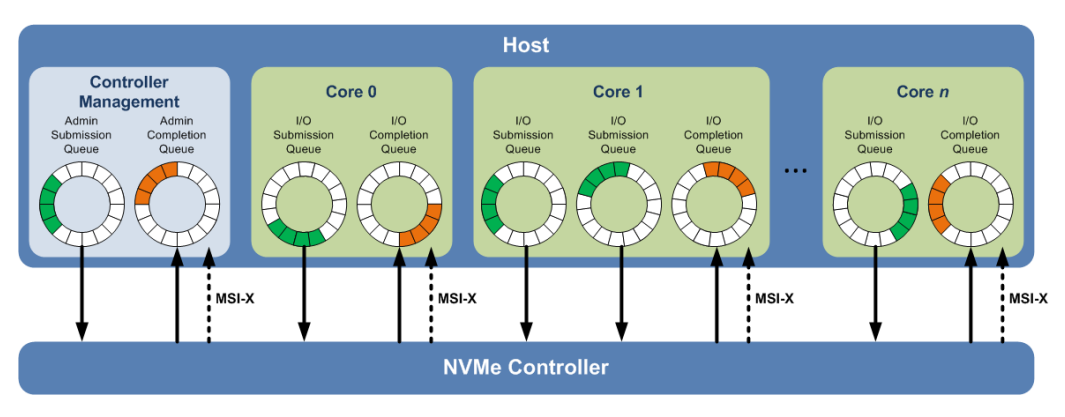 Host
Controller
Management
Admin
Submission
Queue
Admin
Completion
Queue
Core 0
I/O
Submission
Queue
I/O
Completion
Queue
Core 1
I/O
Submission
Queue
I/O
Submission
Queue
I/O
Completion
Queue
...
Core n
I/O
Submission
Queue
I/O
Completion
Queue
MSI-X
MSI-X
MSI-X
MSI-X
NVMe Controller